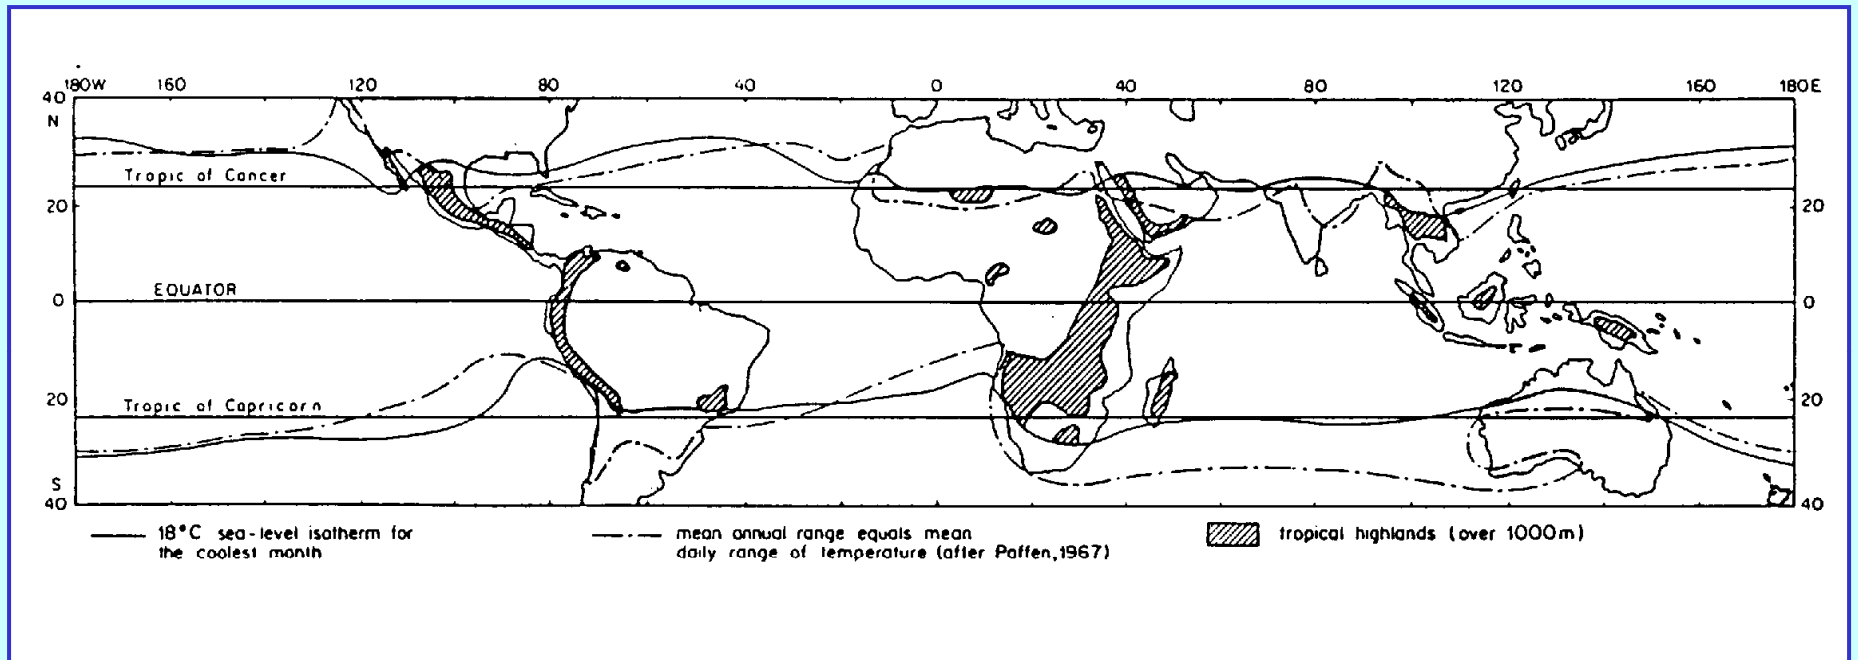 180W 160 120 80 40 0 40 80 120 160 180E
40
N
Tropic of Cancer
20 20
EQUATOR
0 0
20 20
Tropic of Capricorn
S
40 40
18°C sea-level isotherm for
the coolest month
mean annual range equals mean
daily range of temperature (after Paffen, 1967)
tropical highlands (over 1000m)